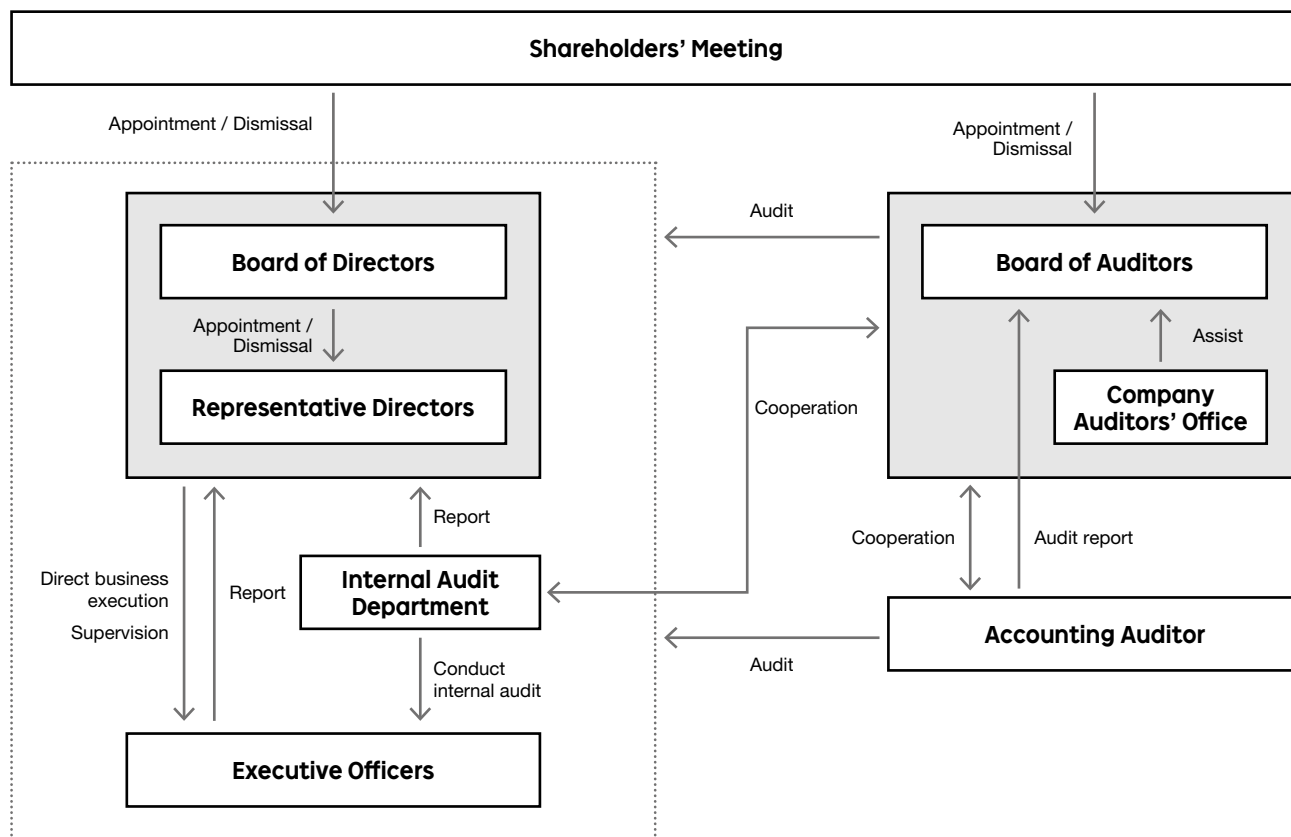 Shareholders’ Meeting
Appointment / Dismissal
Appointment /
Dismissal
Board of Directors
Appointment /
Dismissal
Representative Directors
Audit
Board of Auditors
Assist
Company
Auditors’ Office
Cooperation
Report
Cooperation
Audit report
Direct business
execution
Supervision
Report
Internal Audit
Department
Accounting Auditor
Audit
Conduct
internal audit
Executive Officers